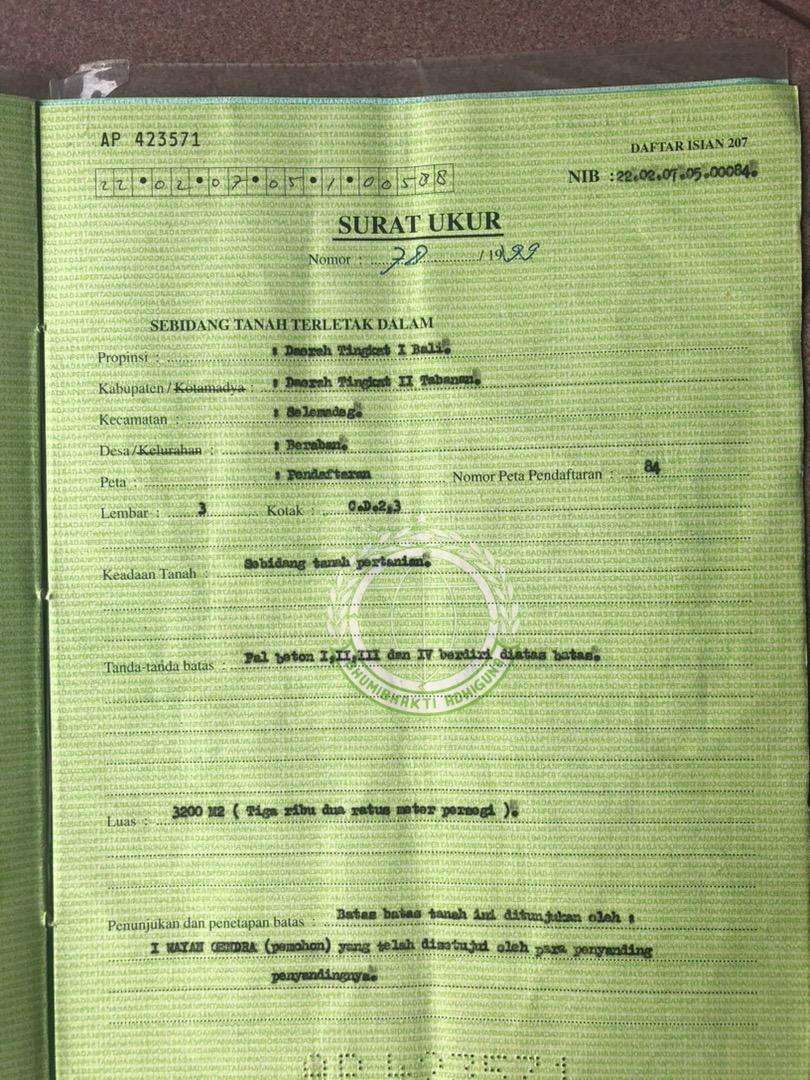 AP 423571
DAFTAR ISIAN 207
22.02.07.05.1.00588
NIB : 22.02.07.05.00084.
SURAT UKUR
Nomor : 78 / 1999
SEBIDANG TANAH TERLETAK DALAM
Propinsi : : Daerah Tingkat I Bali.
Kabupaten / Kotamadya : : Daerah Tingkat II Tabanan.
Kecamatan : : Selemadeg.
Desa/Kelurahan : : Beraban.
Peta : : Pendaftaran Nomor Peta Pendaftaran : 84
Lembar : 3 Kotak : C.D.2,3
Keadaan Tanah : Sebidang tanah pertanian.
Tanda-tanda batas : Pal beton I,II,III dan IV berdiri diatas batas.
BHUMIBHAKTI ADHIGUNA
Luas : 3200 M2 ( Tiga ribu dua ratus meter persegi ).
Penunjukan dan penetapan batas : Batas batas tanah ini ditunjukan oleh :
I WAYAN GENDRA (pemohon) yang telah disetujui oleh para penyanding
penyandingnya.
AP 423571